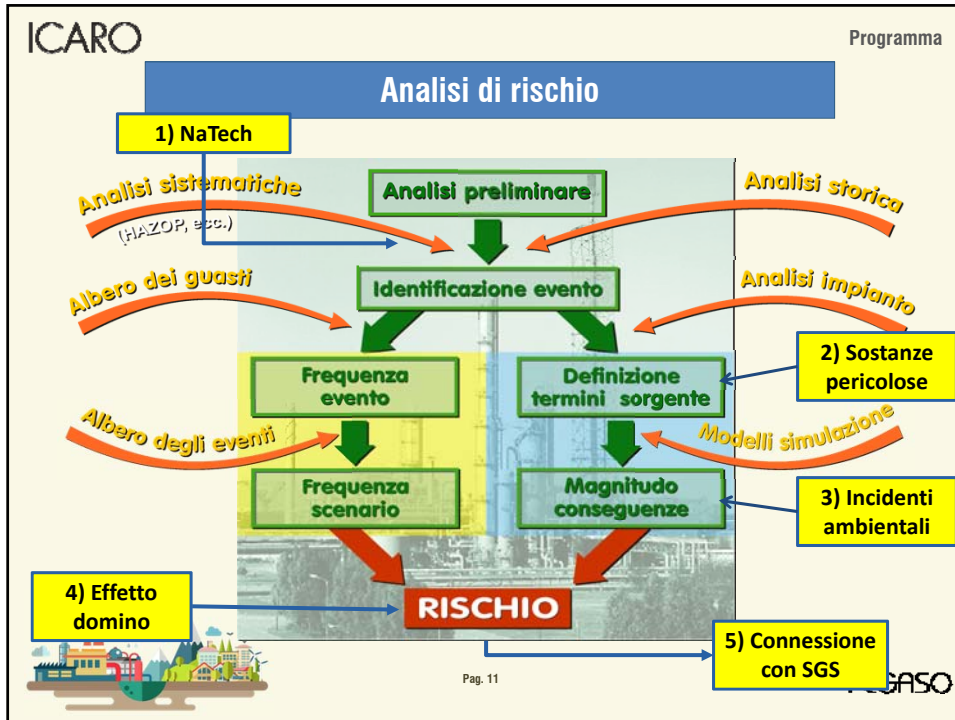 ICARO
Programma
Analisi di rischio
1) NaTech
Analisi sistematiche
(HAZOP, ecc.)
Analisi preliminare
Analisi storica
Albero dei guasti
Identificazione evento
Analisi impianto
2) Sostanze
pericolose
Frequenza
evento
Definizione
termini sorgente
Albero degli eventi
Modelli simulazione
Frequenza
scenario
Magnitudo
conseguenze
3) Incidenti
ambientali
4) Effetto
domino
RISCHIO
5) Connessione
con SGS
Pag. 11
GASO